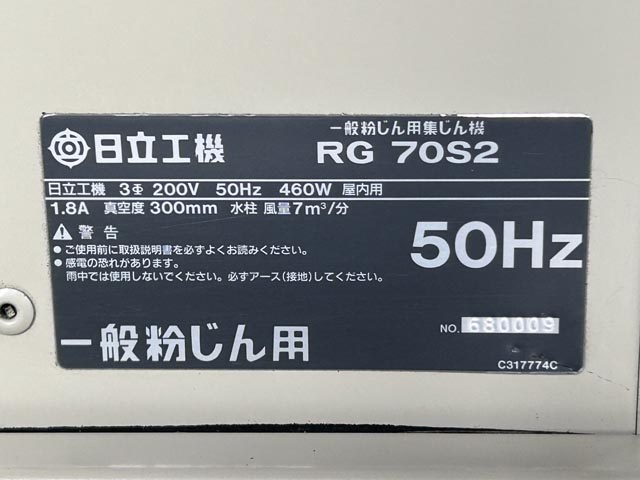 日立工機
一般粉じん用集じん機
RG 70S2
日立工機 3Φ 200V 50Hz 460W 屋内用
1.8A 真空度 300mm 水柱 風量7m³/分
警告
● ご使用前に取扱説明書を必ずよくお読みください。
● 感電の恐れがあります。
雨中では使用しないでください。必ずアース(接地)してください。
50Hz
NO. 680009
一般粉じん用
C317774C